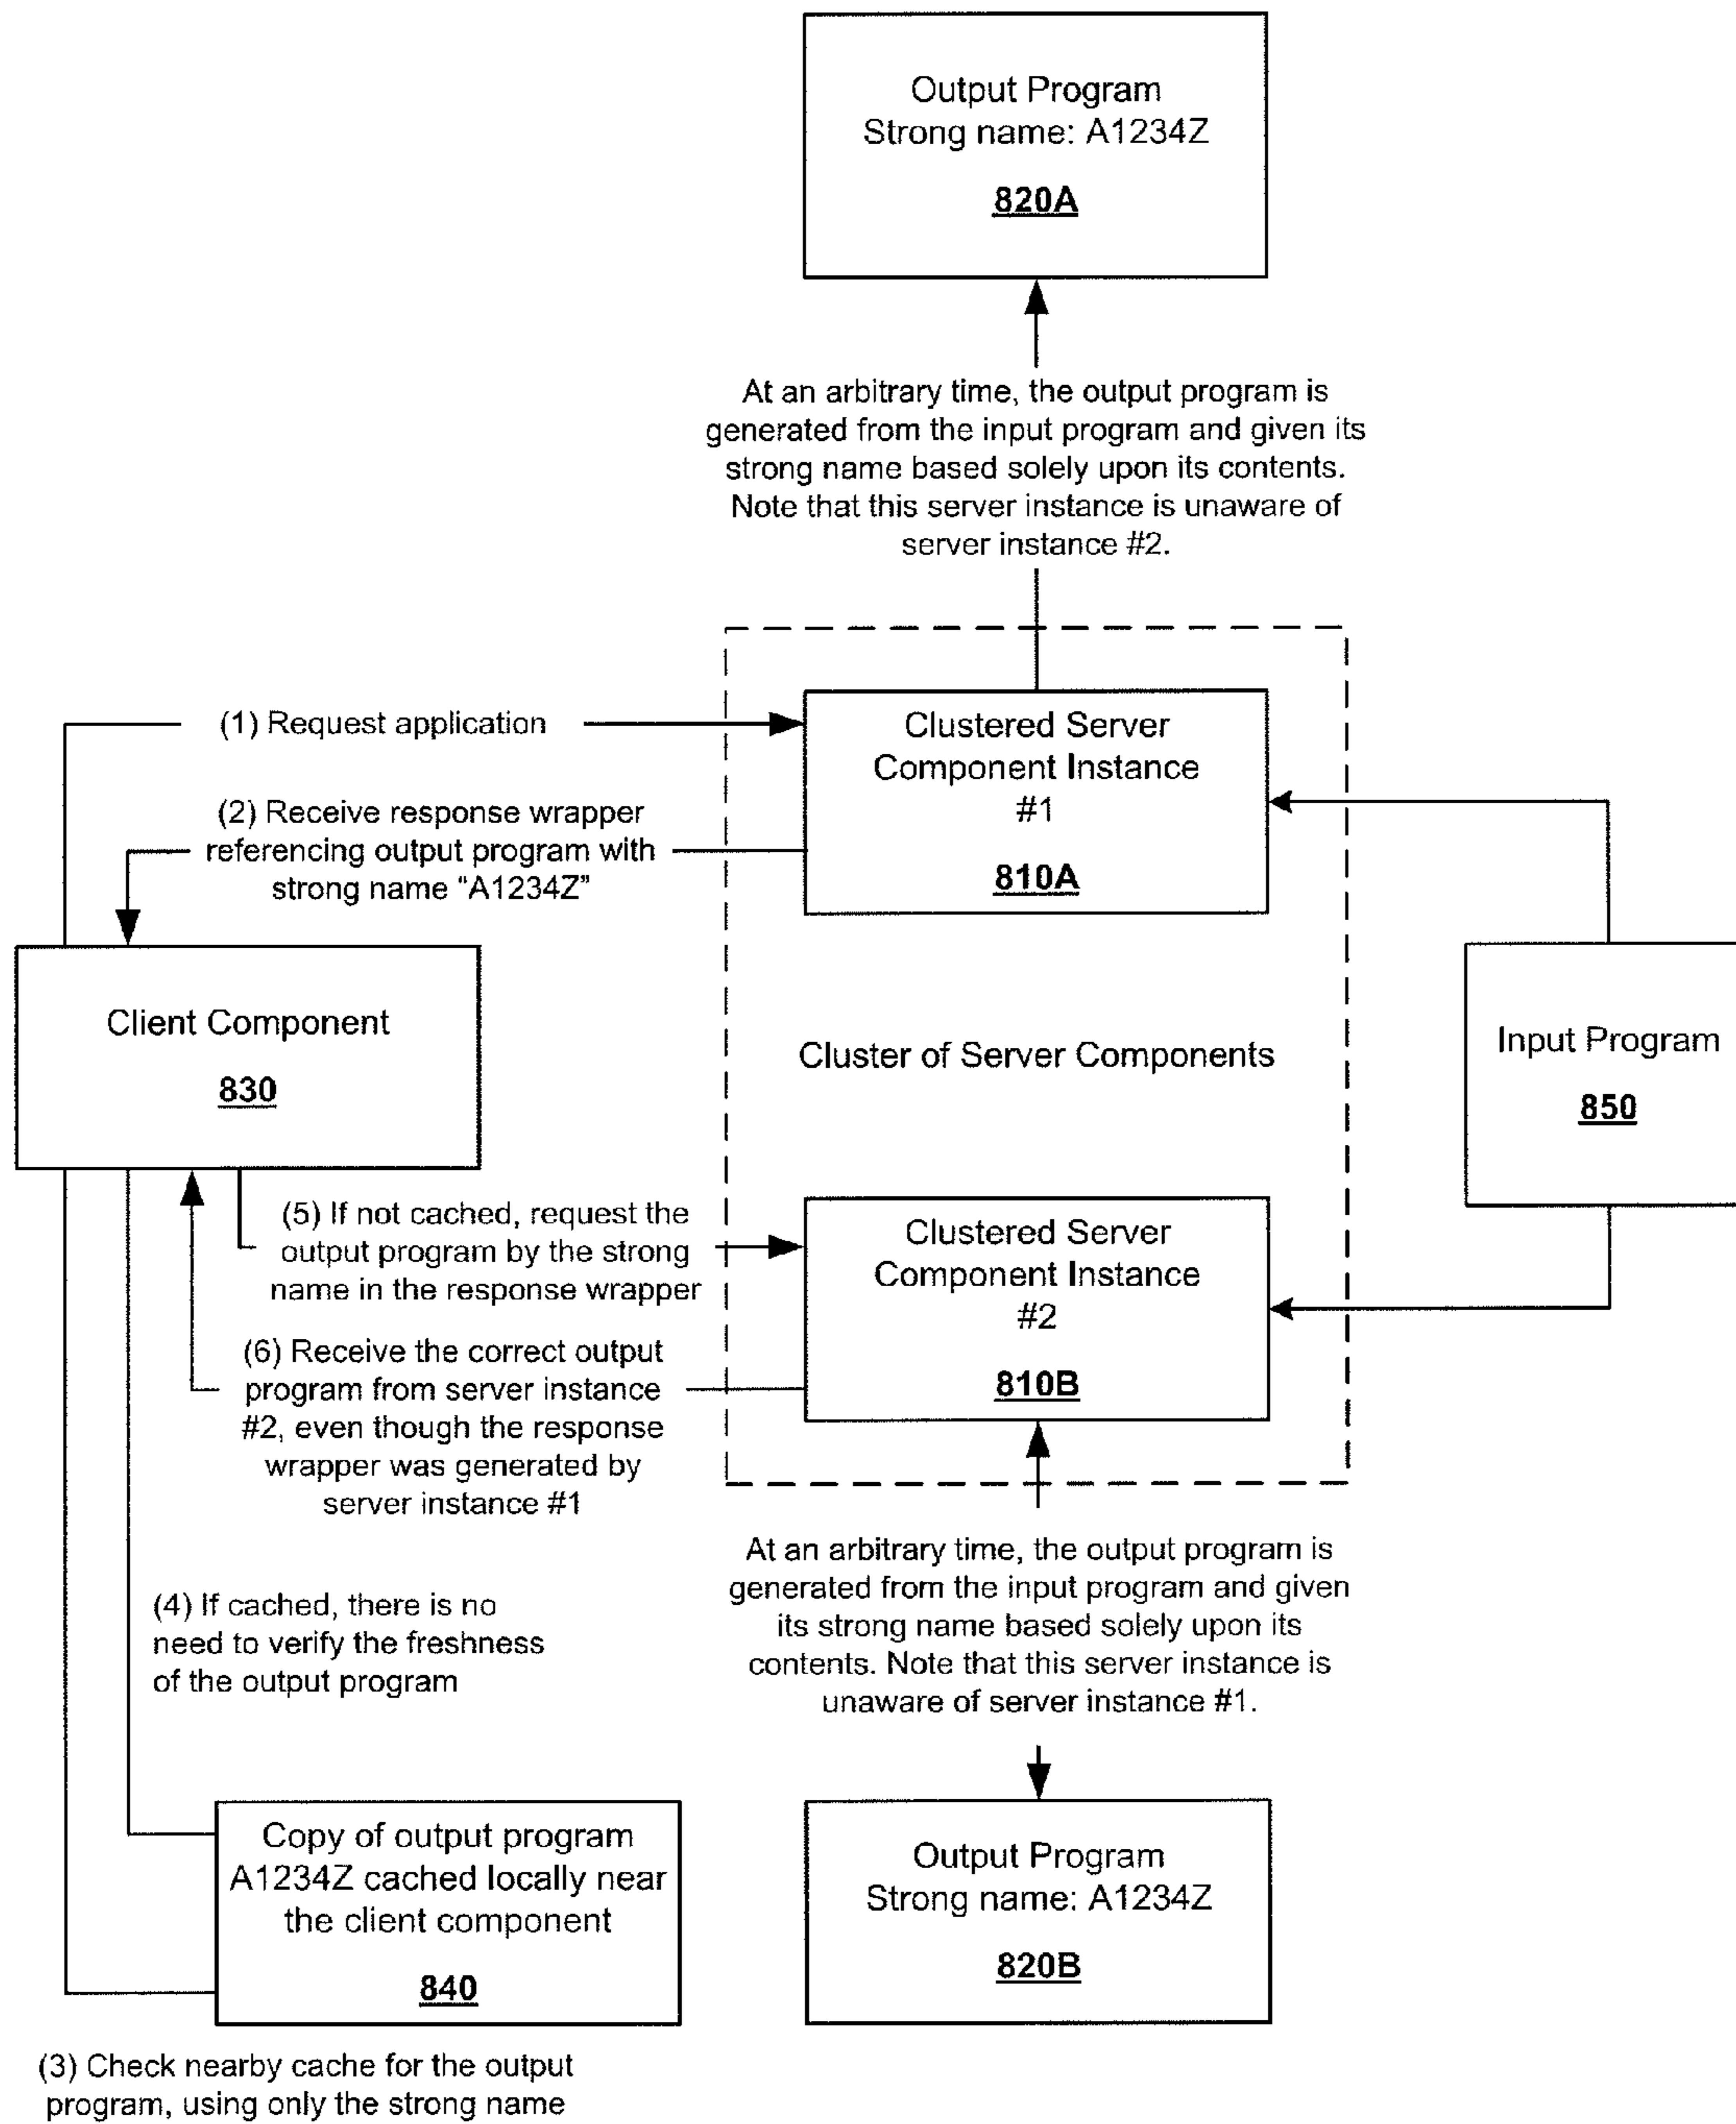 Output Program
Strong name: A1234Z
820A
At an arbitrary time, the output program is
generated from the input program and given its
strong name based solely upon its contents.
Note that this server instance is unaware of
server instance #2.
(1) Request application
Clustered Server
Component Instance
#1
810A
(2) Receive response wrapper
referencing output program with
strong name “A1234Z”
Client Component
830
Cluster of Server Components
Input Program
850
(5) If not cached, request the
output program by the strong
name in the response wrapper
Clustered Server
Component Instance
#2
810B
(6) Receive the correct output
program from server instance
#2, even though the response
wrapper was generated by
server instance #1
At an arbitrary time, the output program is
generated from the input program and given
its strong name based solely upon its
contents. Note that this server instance is
unaware of server instance #1.
(4) If cached, there is no
need to verify the freshness
of the output program
Copy of output program
A1234Z cached locally near
the client component
840
Output Program
Strong name: A1234Z
820B
(3) Check nearby cache for the output
program, using only the strong name